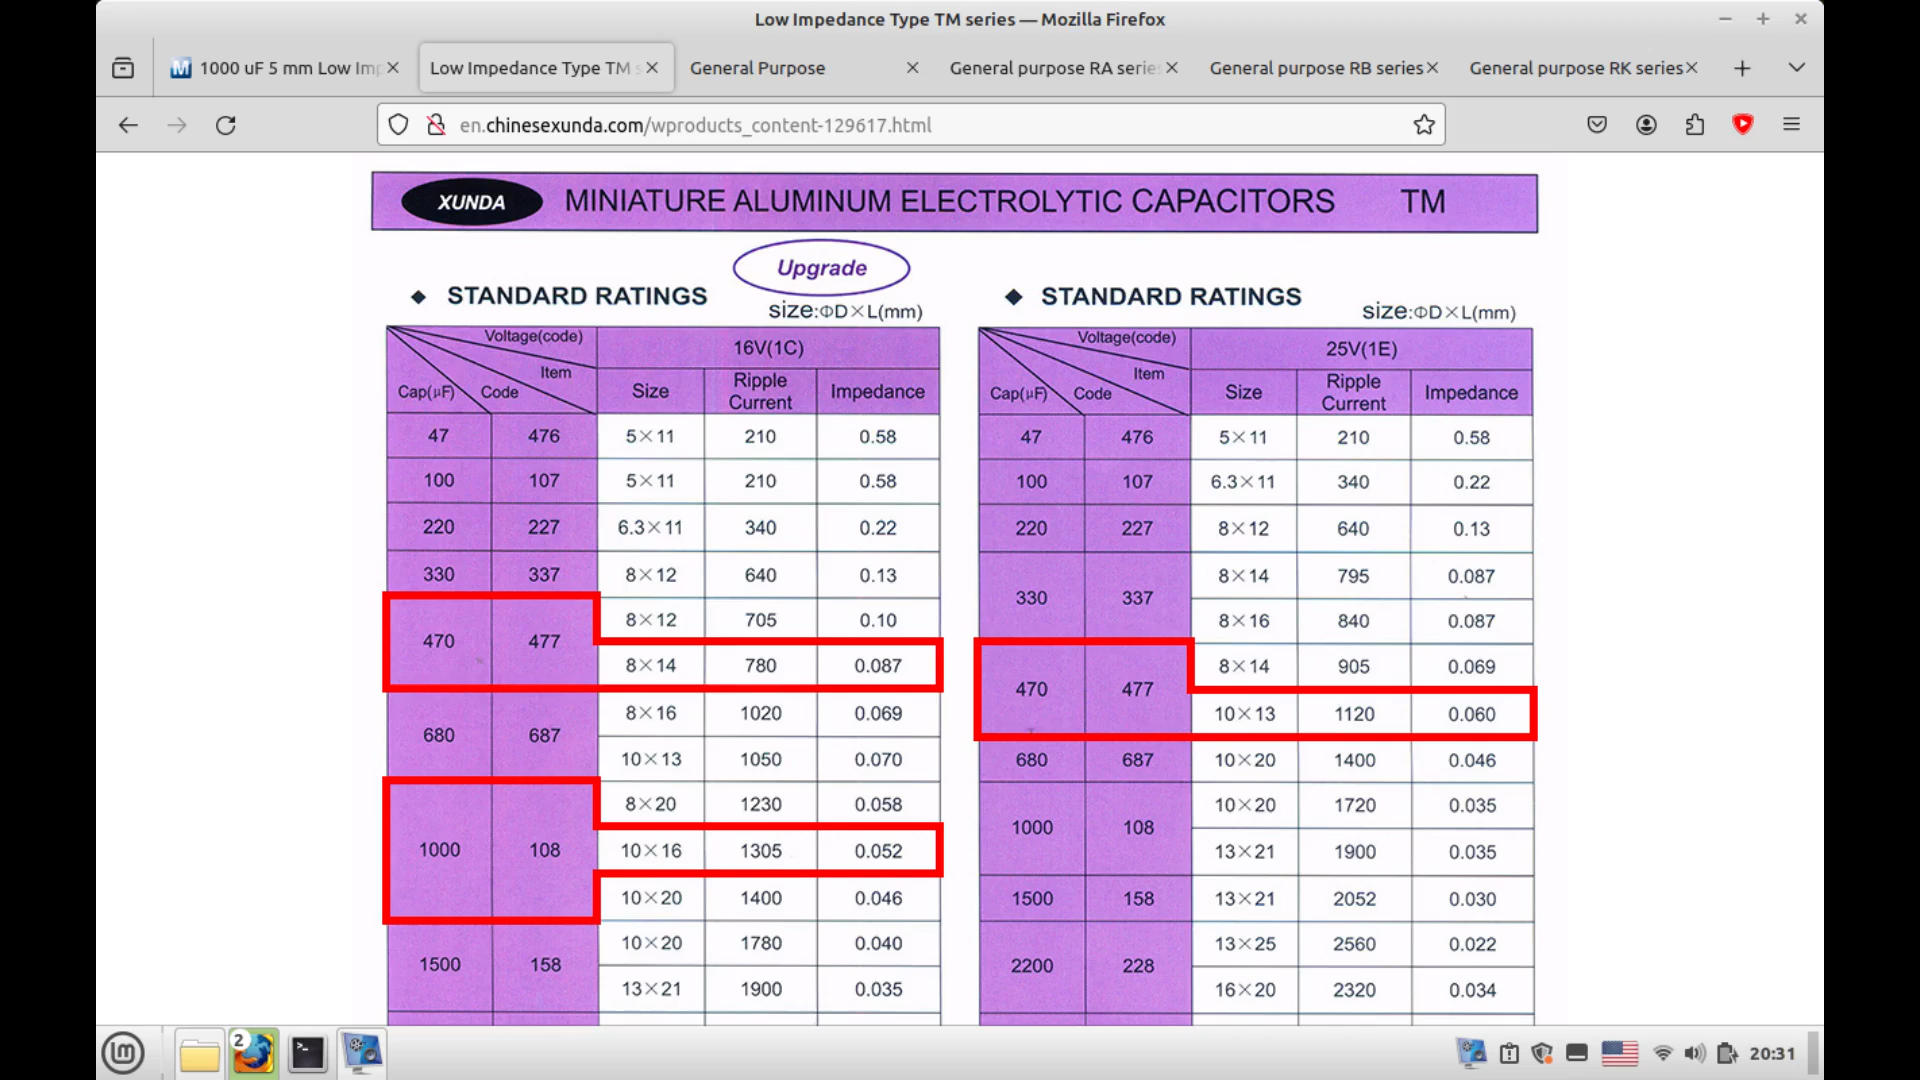 Low Impedance Type TM series — Mozilla Firefox
1000 uF 5 mm Low Imp
Low Impedance Type TM s
General Purpose
General purpose RA serie
General purpose RB series
General purpose RK series
en.chinesexunda.com/wproducts_content-129617.html
XUNDA MINIATURE ALUMINUM ELECTROLYTIC CAPACITORS TM
Upgrade
◆ STANDARD RATINGS
size:ΦD×L(mm)
Voltage(code) 16V(1C)
Item
Cap(μF) Code Size Ripple Current Impedance
47 476 5×11 210 0.58
100 107 5×11 210 0.58
220 227 6.3×11 340 0.22
330 337 8×12 640 0.13
470 477 8×12 705 0.10
8×14 780 0.087
680 687 8×16 1020 0.069
10×13 1050 0.070
1000 108 8×20 1230 0.058
10×16 1305 0.052
10×20 1400 0.046
1500 158 10×20 1780 0.040
13×21 1900 0.035
◆ STANDARD RATINGS
size:ΦD×L(mm)
Voltage(code) 25V(1E)
Item
Cap(μF) Code Size Ripple Current Impedance
47 476 5×11 210 0.58
100 107 6.3×11 340 0.22
220 227 8×12 640 0.13
330 337 8×14 795 0.087
8×16 840 0.087
470 477 8×14 905 0.069
10×13 1120 0.060
680 687 10×20 1400 0.046
1000 108 10×20 1720 0.035
13×21 1900 0.035
1500 158 13×21 2052 0.030
2200 228 13×25 2560 0.022
16×20 2320 0.034
2
20:31